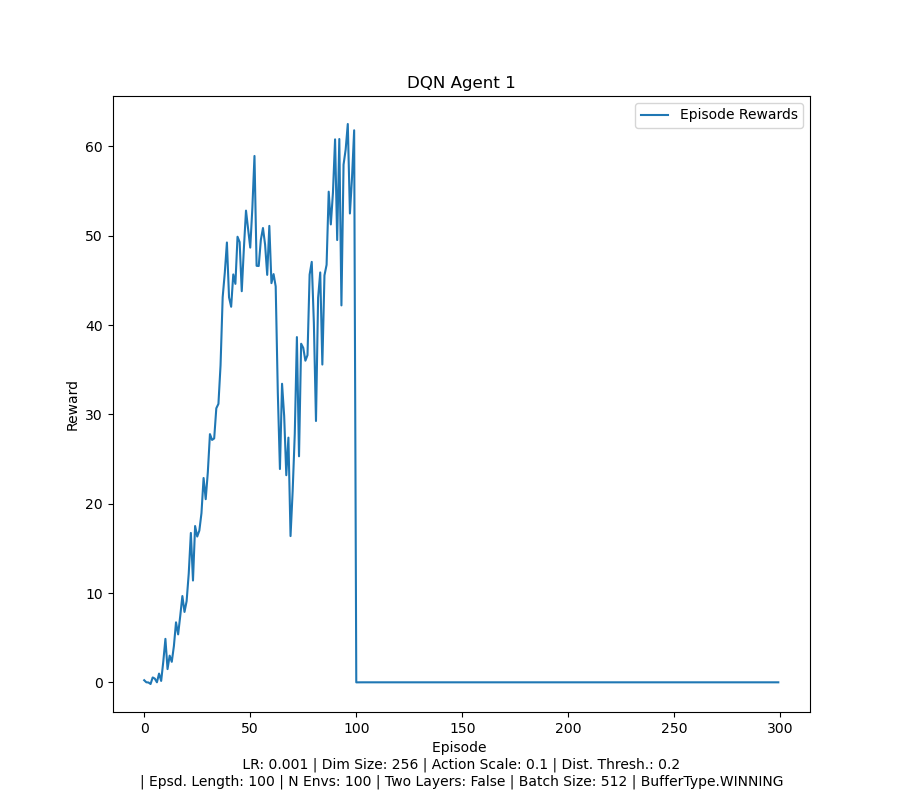 DQN Agent 1
Episode Rewards
60
50
40
30
20
10
0
Reward
0 50 100 150 200 250 300
Episode
LR: 0.001 | Dim Size: 256 | Action Scale: 0.1 | Dist. Thresh.: 0.2
| Epsd. Length: 100 | N Envs: 100 | Two Layers: False | Batch Size: 512 | BufferType.WINNING